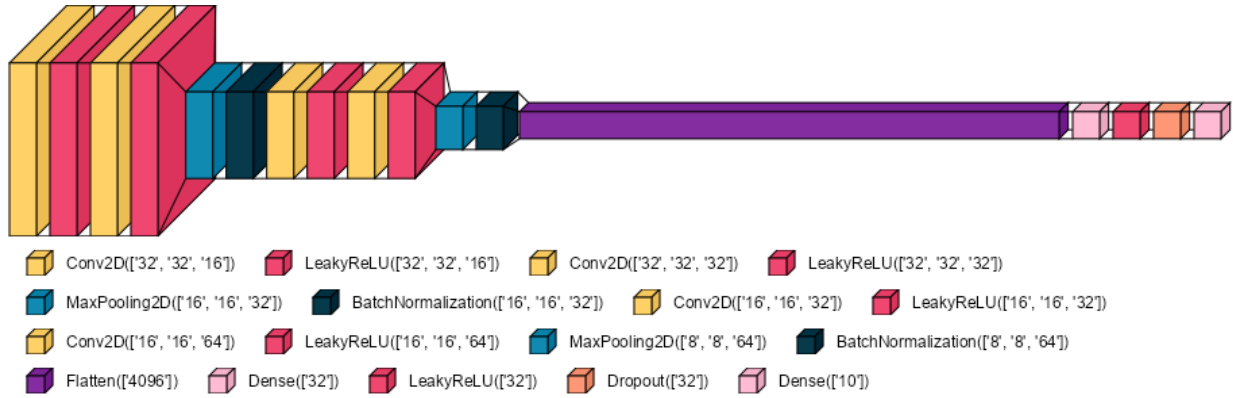 Conv2D(['32', '32', '16']) LeakyReLU(['32', '32', '16']) Conv2D(['32', '32', '32']) LeakyReLU(['32', '32', '32'])
MaxPooling2D(['16', '16', '32']) BatchNormalization(['16', '16', '32']) Conv2D(['16', '16', '32']) LeakyReLU(['16', '16', '32'])
Conv2D(['16', '16', '64']) LeakyReLU(['16', '16', '64']) MaxPooling2D(['8', '8', '64']) BatchNormalization(['8', '8', '64'])
Flatten(['4096']) Dense(['32']) LeakyReLU(['32']) Dropout(['32']) Dense(['10'])